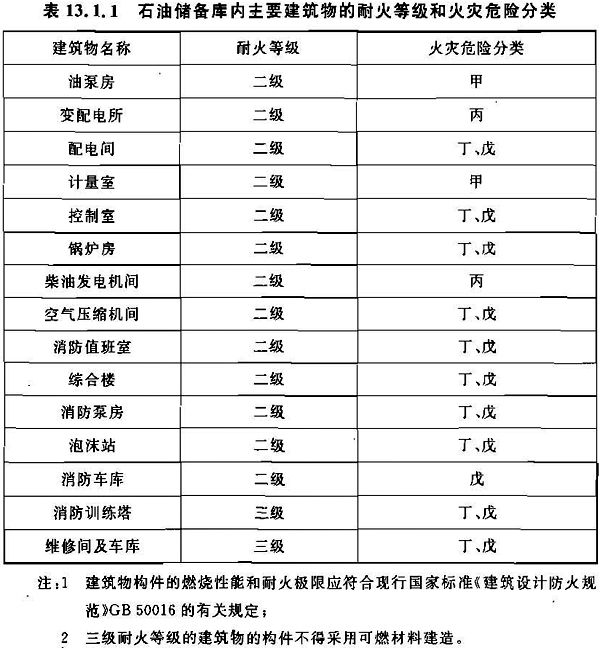 表 13.1.1 石油储备库内主要建筑物的耐火等级和火灾危险分类
建筑物名称 耐火等级 火灾危险分类
油泵房 二级 甲
变配电所 二级 丙
配电间 二级 丁、戊
计量室 二级 甲
控制室 二级 丁、戊
锅炉房 二级 丁、戊
柴油发电机间 二级 丙
空气压缩机间 二级 丁、戊
消防值班室 二级 丁、戊
综合楼 二级 丁、戊
消防泵房 二级 丁、戊
泡沫站 二级 丁、戊
消防车库 二级 戊
消防训练塔 三级 丁、戊
维修间及车库 三级 丁、戊
注:1 建筑物构件的燃烧性能和耐火极限应符合现行国家标准《建筑设计防火规
范》GB 50016 的有关规定;
2 三级耐火等级的建筑物的构件不得采用可燃材料建造。